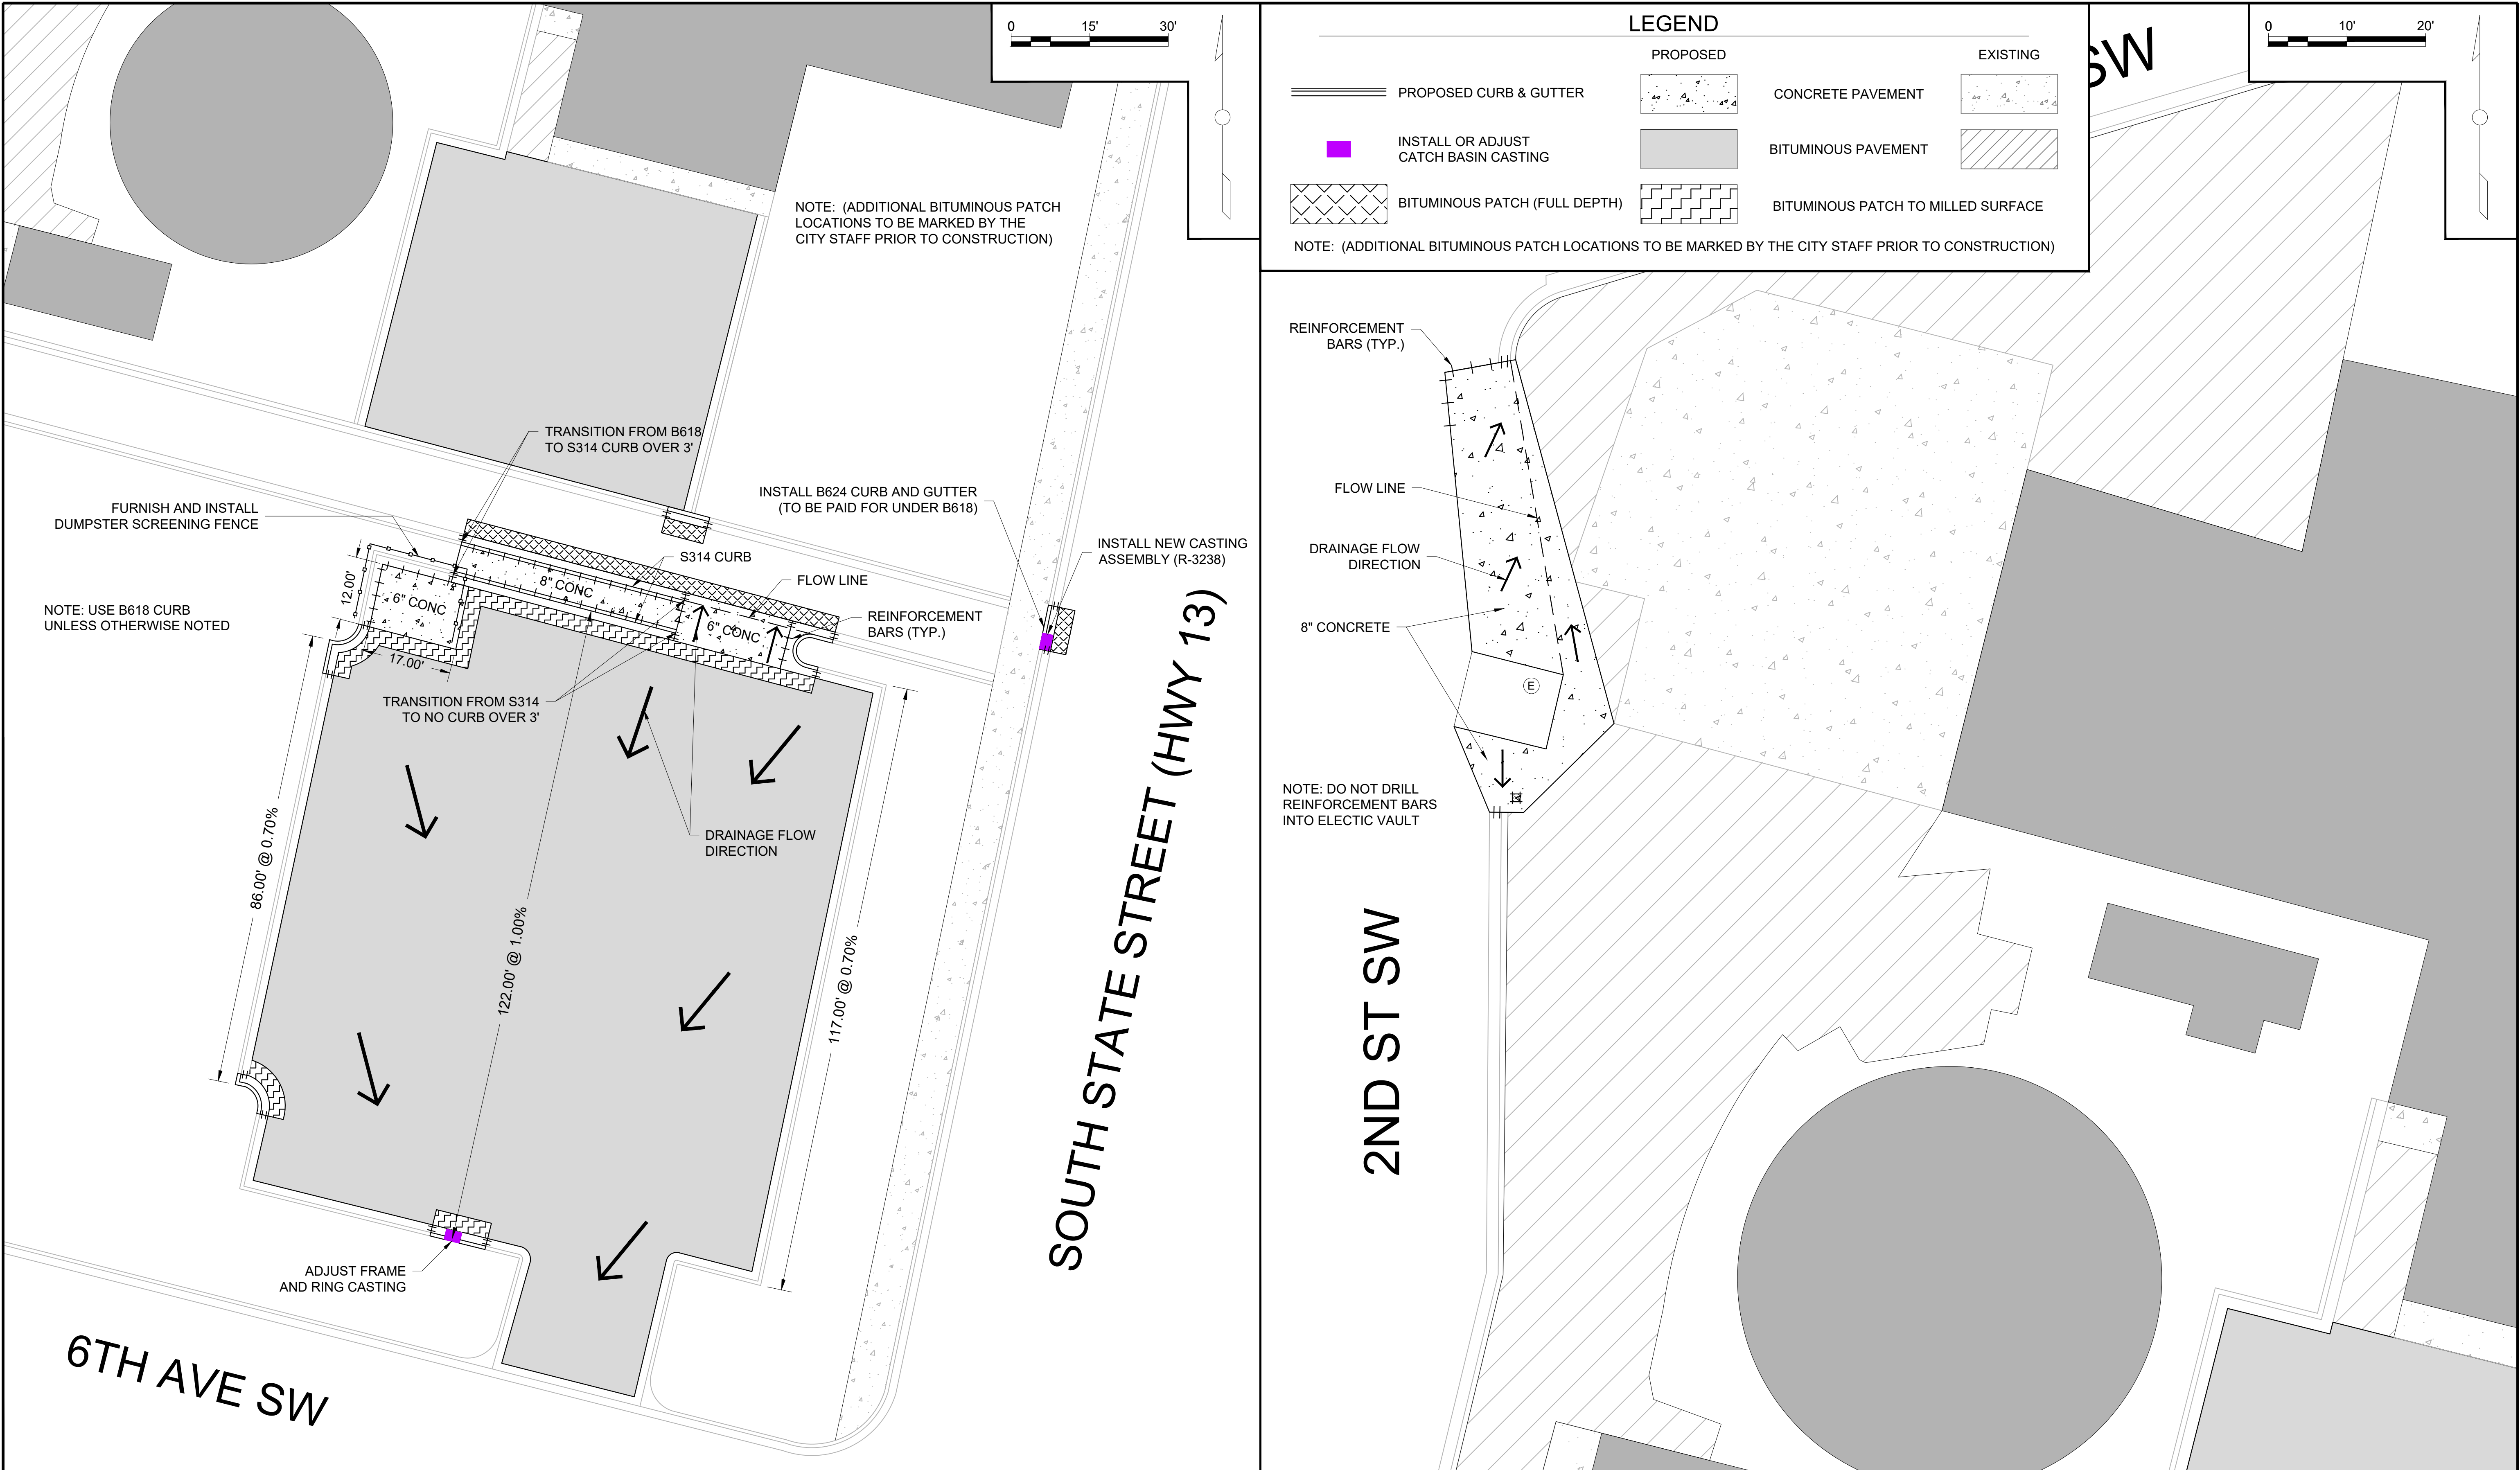 0 15' 30'
NOTE: (ADDITIONAL BITUMINOUS PATCH
LOCATIONS TO BE MARKED BY THE
CITY STAFF PRIOR TO CONSTRUCTION)
TRANSITION FROM B618
TO S314 CURB OVER 3'
INSTALL B624 CURB AND GUTTER
(TO BE PAID FOR UNDER B618)
FURNISH AND INSTALL
DUMPSTER SCREENING FENCE
INSTALL NEW CASTING
ASSEMBLY (R-3238)
S314 CURB
FLOW LINE
8" CONC
12.00'
6" CONC
NOTE: USE B618 CURB
UNLESS OTHERWISE NOTED
REINFORCEMENT
BARS (TYP.)
6" CONC
17.00'
TRANSITION FROM S314
TO NO CURB OVER 3'
DRAINAGE FLOW
DIRECTION
86.00' @ 0.70%
122.00' @ 1.00%
117.00' @ 0.70%
SOUTH STATE STREET (HWY 13)
ADJUST FRAME
AND RING CASTING
6TH AVE SW
LEGEND
PROPOSED
EXISTING
PROPOSED CURB & GUTTER
CONCRETE PAVEMENT
INSTALL OR ADJUST
CATCH BASIN CASTING
BITUMINOUS PAVEMENT
BITUMINOUS PATCH (FULL DEPTH)
BITUMINOUS PATCH TO MILLED SURFACE
NOTE: (ADDITIONAL BITUMINOUS PATCH LOCATIONS TO BE MARKED BY THE CITY STAFF PRIOR TO CONSTRUCTION)
SW
0 10' 20'
REINFORCEMENT
BARS (TYP.)
FLOW LINE
DRAINAGE FLOW
DIRECTION
8" CONCRETE
E
NOTE: DO NOT DRILL
REINFORCEMENT BARS
INTO ELECTIC VAULT
2ND ST SW